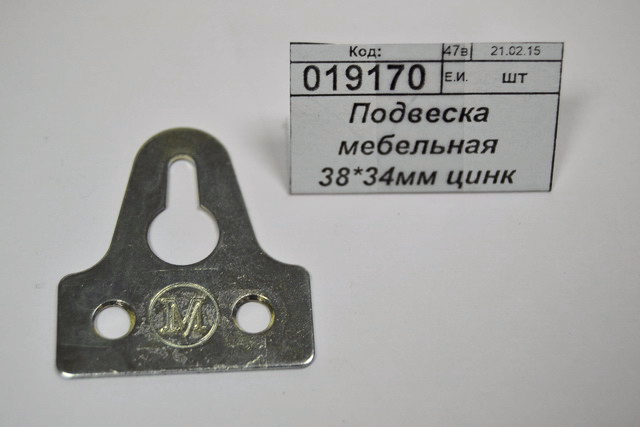 Код: 47в 21.02.15
019170 Е.И. шт
Подвеска
мебельная
38*34мм цинк
M